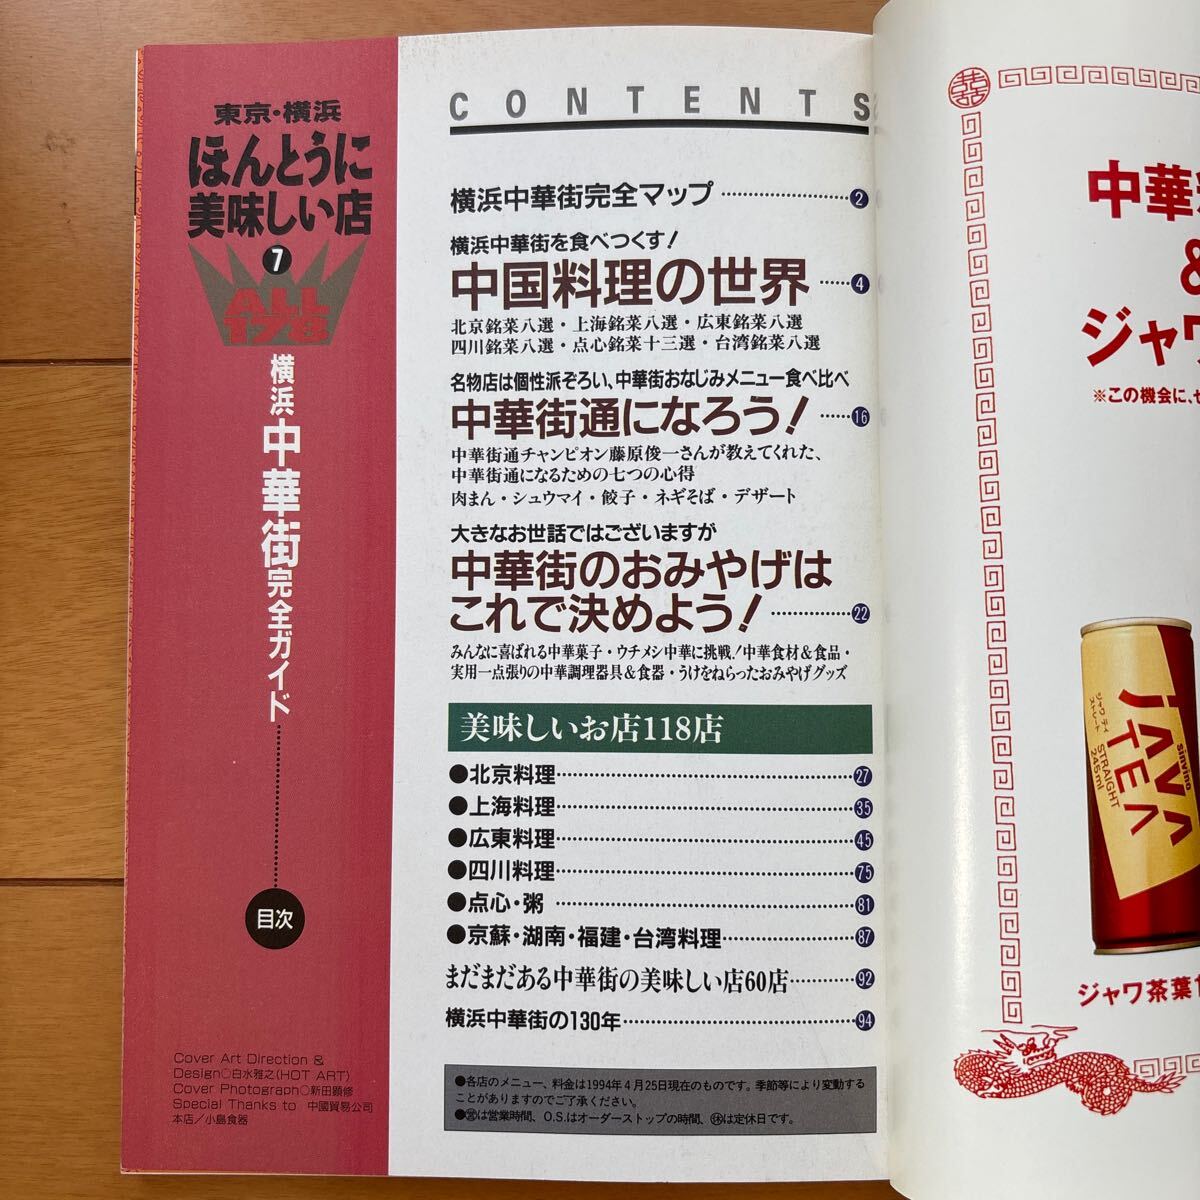 東京・横浜
ほんとうに
美味しい店
7
横浜中華街完全ガイド
目次
Cover Art Direction &
Design○白水雅之(HOT ART)
Cover Photograph○新田顕修
Special Thanks to 中國貿易公司
本店／小島食器
CONTENTS
横浜中華街完全マップ……………2
横浜中華街を食べつくす！
中国料理の世界……4
北京銘菜八選・上海銘菜八選・広東銘菜八選
四川銘菜八選・点心銘菜十三選・台湾銘菜八選
名物店は個性派ぞろい、中華街おなじみメニュー食べ比べ
中華街通になろう！……16
中華街通チャンピオン藤原俊一さんが教えてくれた、
中華街通になるための七つの心得
肉まん・シュウマイ・餃子・ネギそば・デザート
大きなお世話ではございますが
中華街のおみやげは
これで決めよう！…………22
みんなに喜ばれる中華菓子・ウチメシ中華に挑戦！中華食材＆食品・
実用一点張りの中華調理器具＆食器・うけをねらったおみやげグッズ
美味しいお店118店
●北京料理……………………27
●上海料理……………………35
●広東料理……………………45
●四川料理……………………75
●点心・粥……………………81
●京蘇・湖南・福建・台湾料理…………87
まだまだある中華街の美味しい店60店……92
横浜中華街の130年…………………94
●各店のメニュー、料金は1994年4月25日現在のものです。季節等により変動する
ことがありますのでご了承ください。
●営は営業時間、O.S.はオーダーストップの時間、休は定休日です。
中華
&
ジャワ
※この機会に、
ジャワティ
ストレート
sinvino
JAVA
TEA
STRAIGHT
245ml
ジャワ茶葉